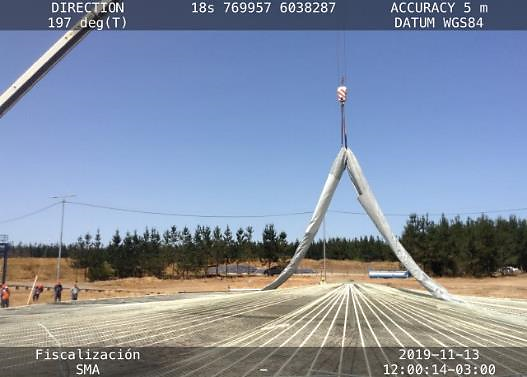 DIRECTION
197 deg(T)
18s 769957 6038287
ACCURACY 5 m
DATUM WGS84
Fiscalización
SMA
-
2019-11-13
12:00:14-03:00